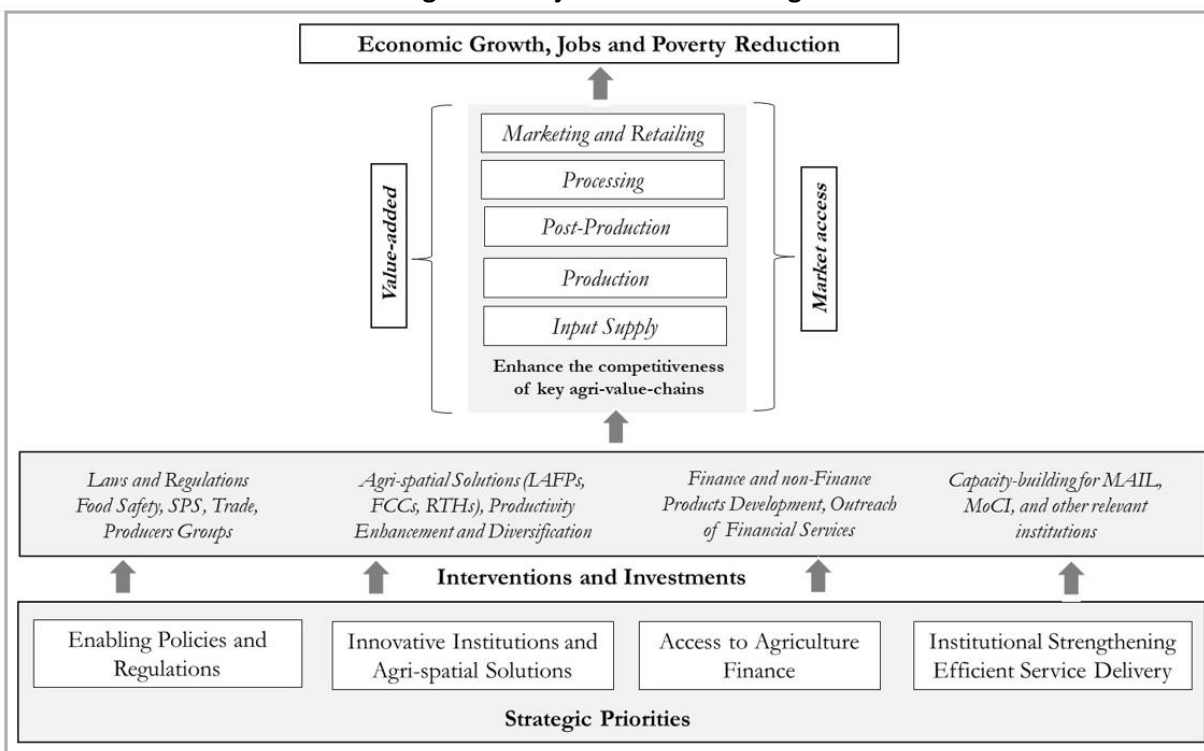 Economic Growth, Jobs and Poverty Reduction
Marketing and Retailing
Processing
Post-Production
Production
Input Supply
Enhance the competitiveness
of key agri-value-chains
Value-added
Market access
Laws and Regulations
Food Safety, SPS, Trade,
Producers Groups
Agri-spatial Solutions (LAFPs,
FCCs, RTHs), Productivity
Enhancement and Diversification
Finance and non-Finance
Products Development, Outreach
of Financial Services
Capacity-building for MAIL,
MoCI, and other relevant
institutions
Interventions and Investments
Enabling Policies and
Regulations
Innovative Institutions and
Agri-spatial Solutions
Access to Agriculture
Finance
Institutional Strengthening
Efficient Service Delivery
Strategic Priorities